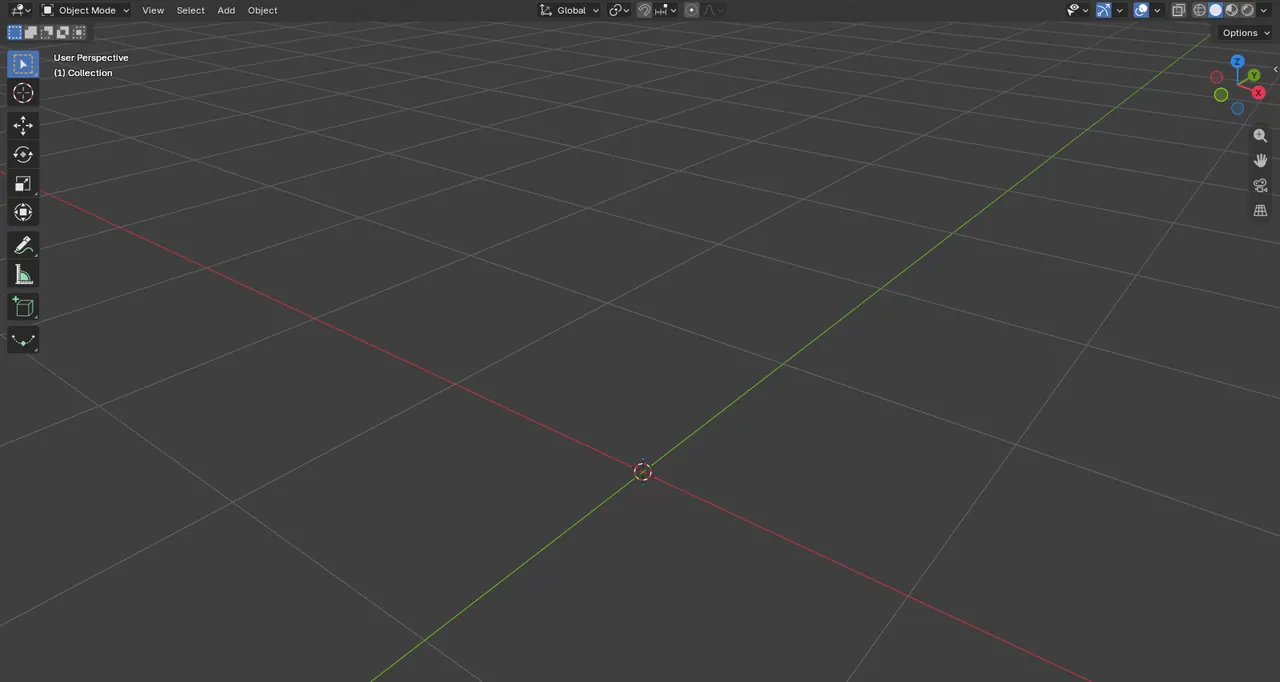 Object Mode View Select Add Object Global
Options
User Perspective
(1) Collection
Z
Y
X